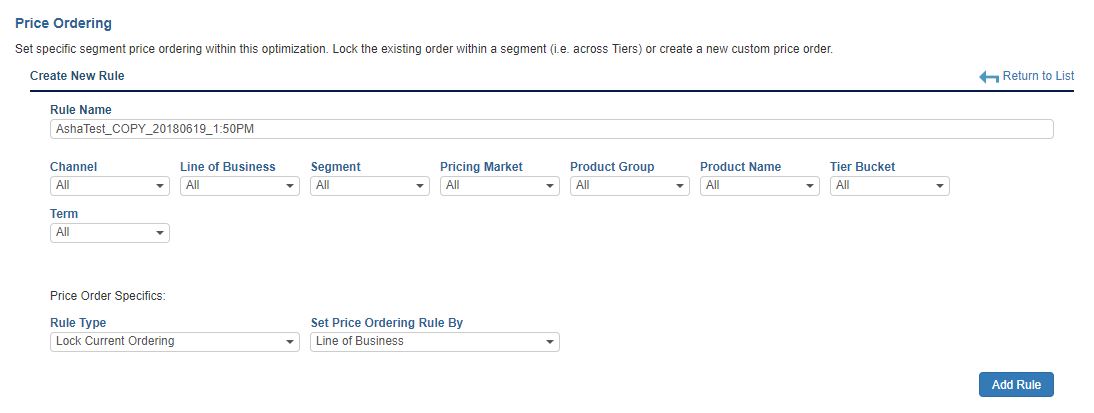 Price Ordering
Set specific segment price ordering within this optimization. Lock the existing order within a segment (i.e. across Tiers) or create a new custom price order.
Create New Rule Return to List
Rule Name
AshaTest_COPY_20180619_1:50PM
Channel Line of Business Segment Pricing Market Product Group Product Name Tier Bucket
All All All All All All All
Term
All
Price Order Specifics:
Rule Type Set Price Ordering Rule By
Lock Current Ordering Line of Business
Add Rule